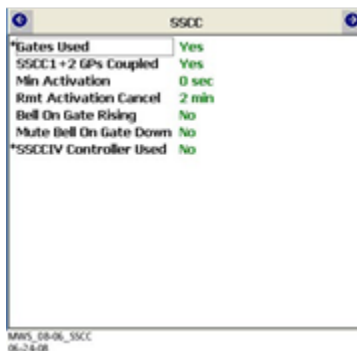 SSCC
*Gates Used Yes
SSCC1+2 GPs Coupled Yes
Min Activation 0 sec
Rmt Activation Cancel 2 min
Bell On Gate Rising No
Mute Bell On Gate Down No
*SSCCIV Controller Used No
MWS_08-06_SSCC
06-24-08